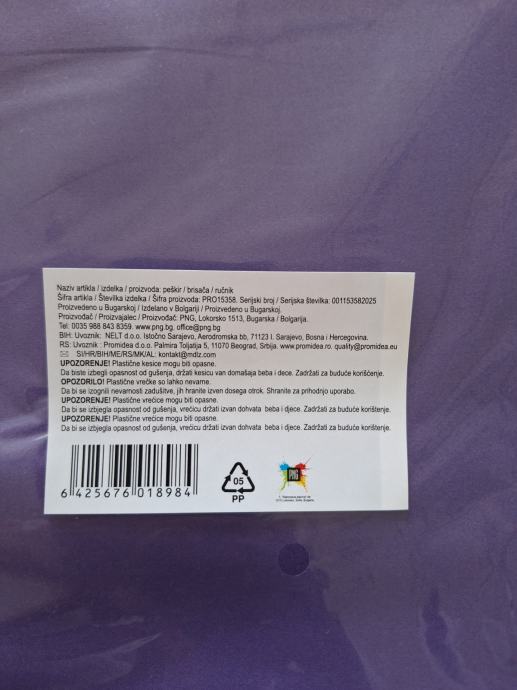 Naziv artikla / izdelka / proizvoda: peškir / brisača / ručnik
Šifra artikla / Številka izdelka / Šifra proizvoda: PRO15358. Serijski broj / Serijska številka: 001153582025
Proizvedeno u Bugarskoj / Izdelano v Bolgariji / Proizvedeno u Bugarskoj.
Proizvođač / Proizvajalec / Proizvođač: PNG, Lokorsko 1513, Bugarska / Bolgarija.
Tel: 0035 988 843 8359. www.png.bg, office@png.bg
BIH: Uvoznik: NELT d.o.o. Istočno Sarajevo, Aerodromska bb, 71123 I. Sarajevo, Bosna i Hercegovina.
RS: Uvoznik : Promidea d.o.o. Palmira Toljatija 5, 11070 Beograd, Srbija. www.promidea.ro. quality@promidea.eu
SI/HR/BIH/ME/RS/MK/AL: kontakt@mdz.com
UPOZORENJE! Plastične kesice mogu biti opasne.
Da biste izbegli opasnost od gušenja, držati kesicu van domašaja beba i dece. Zadržati za buduće korišćenje.
OPOZORILO! Plastične vrečke so lahko nevarne.
Da bi se izognili nevarnosti zadušitve, jih hranite izven dosega otrok. Shranite za prihodnjo uporabo.
UPOZORENJE! Plastične vrećice mogu biti opasne.
Da bi se izbjegla opasnost od gušenja, vrećicu držati izvan dohvata beba i djece. Zadržati za buduće korištenje.
UPOZORENJE! Plastične vrećice mogu biti opasne.
Da bi se izbjegla opasnost od gušenja, vrećicu držati izvan dohvata beba i djece. Zadržati za buduće korištenje.
6 425676 018984
05
PP
PNG